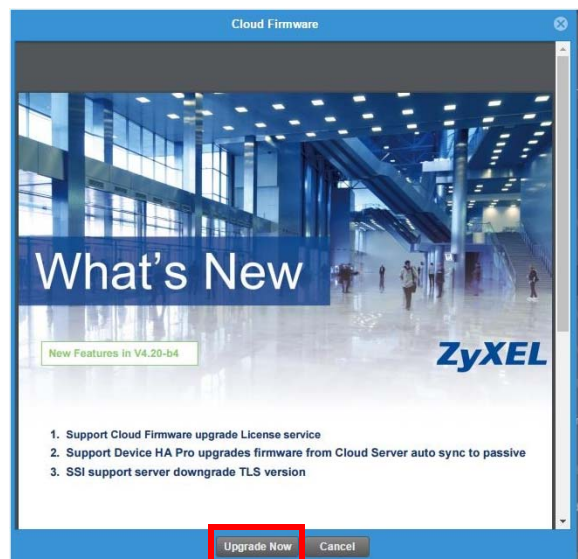 Cloud Firmware
What's New
New Features in V4.20-b4
ZyXEL
1. Support Cloud Firmware upgrade License service
2. Support Device HA Pro upgrades firmware from Cloud Server auto sync to passive
3. SSI support server downgrade TLS version
Upgrade Now Cancel